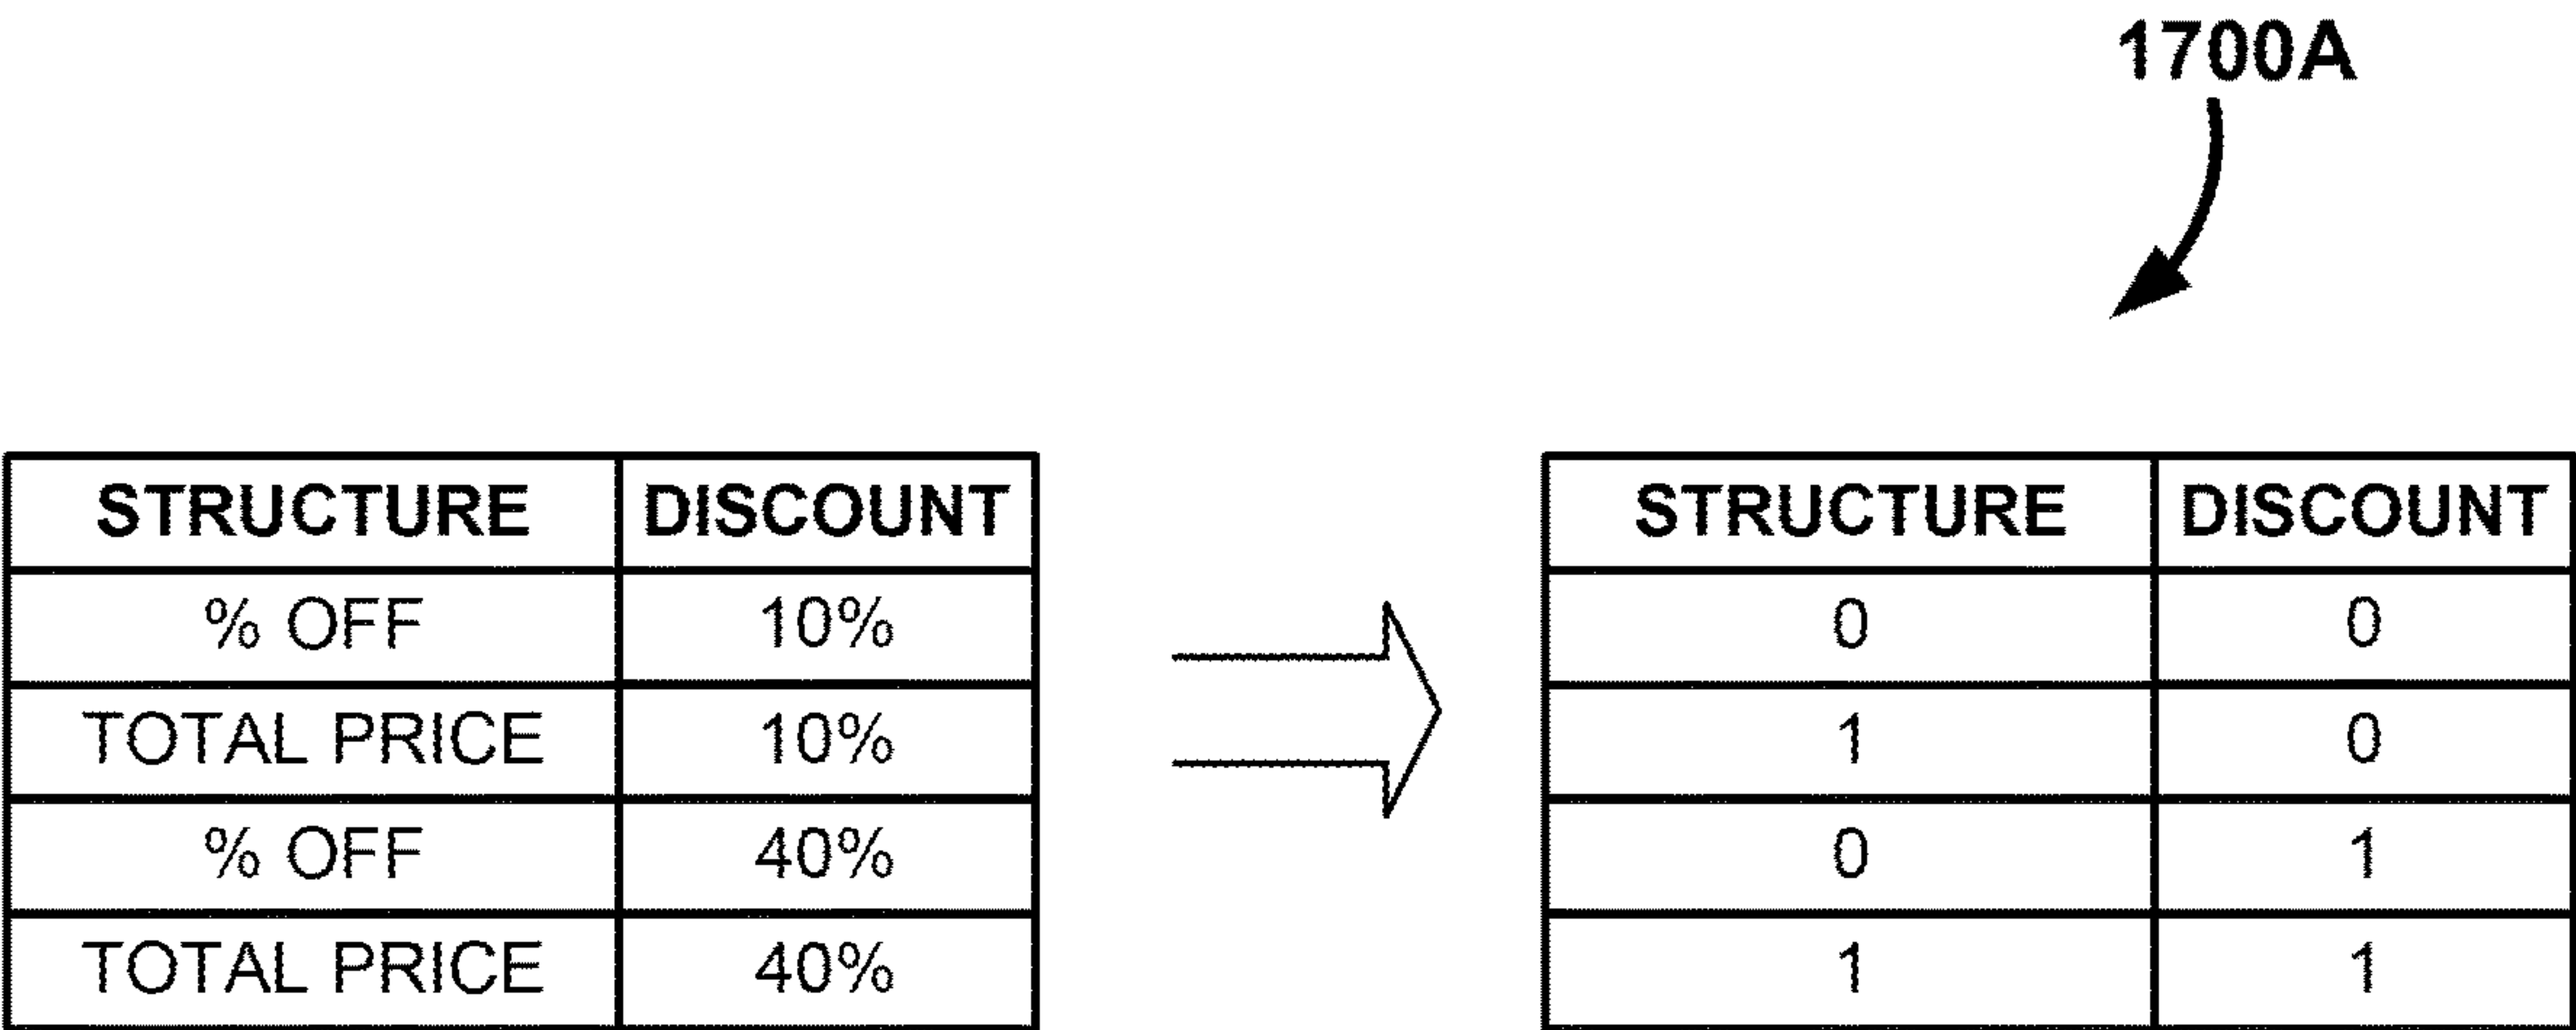 1700A
STRUCTURE DISCOUNT STRUCTURE DISCOUNT
% OFF 10% 0 0
TOTAL PRICE 10% 1 0
% OFF 40% 0 1
TOTAL PRICE 40% 1 1